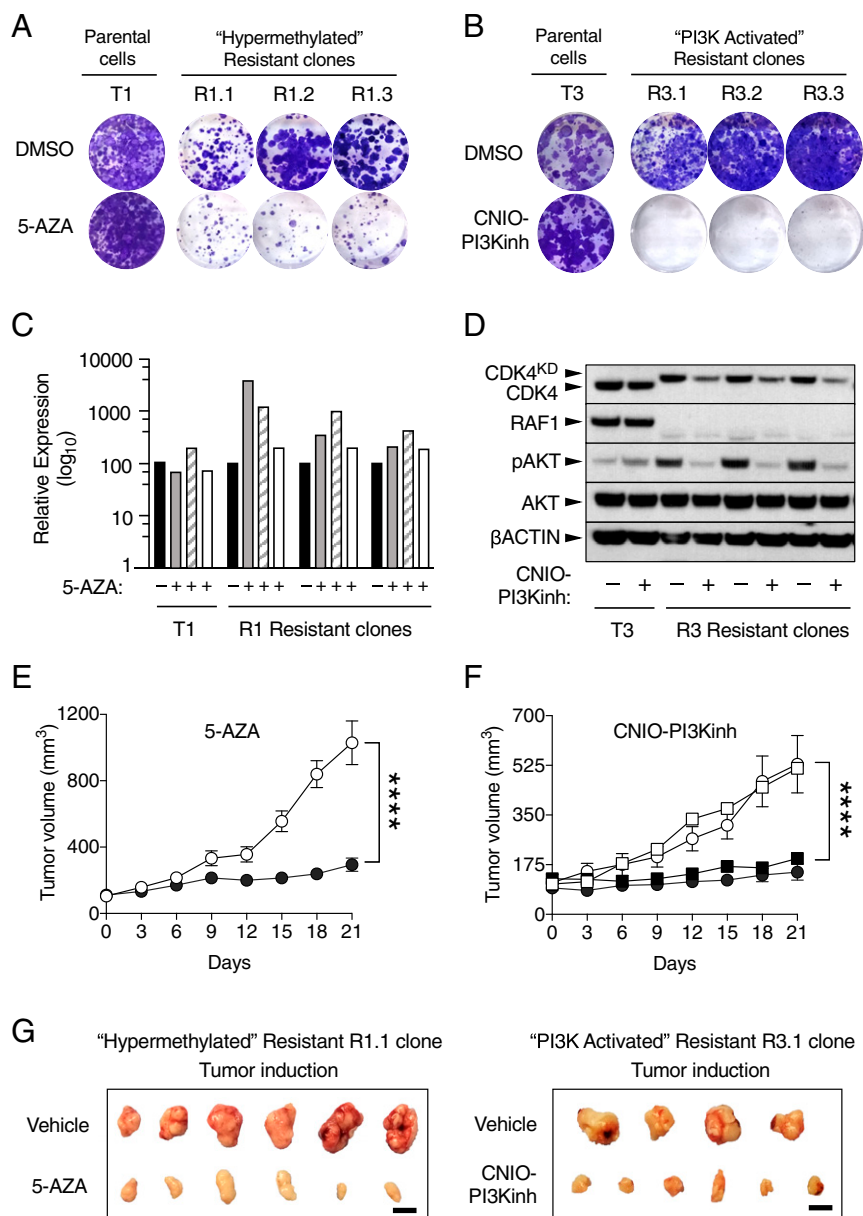 A
Parental
cells
“Hypermethylated”
Resistant clones
T1
R1.1
R1.2
R1.3
DMSO
5-AZA
B
Parental
cells
“PI3K Activated”
Resistant clones
T3
R3.1
R3.2
R3.3
DMSO
CNIO-
PI3Kinh
C
Relative Expression
(log10)
10000
1000
100
10
1
5-AZA: − + + + − + + + − + + + − + + +
T1
R1 Resistant clones
D
CDK4KD
CDK4
RAF1
pAKT
AKT
βACTIN
CNIO-
PI3Kinh: − + − + − + − +
T3
R3 Resistant clones
E
5-AZA
Tumor volume (mm³)
1200
800
400
0
0 3 6 9 12 15 18 21
Days
****
F
CNIO-PI3Kinh
Tumor volume (mm³)
700
525
350
175
0
0 3 6 9 12 15 18 21
Days
****
G
“Hypermethylated” Resistant R1.1 clone
Tumor induction
Vehicle
5-AZA
“PI3K Activated” Resistant R3.1 clone
Tumor induction
Vehicle
CNIO-
PI3Kinh